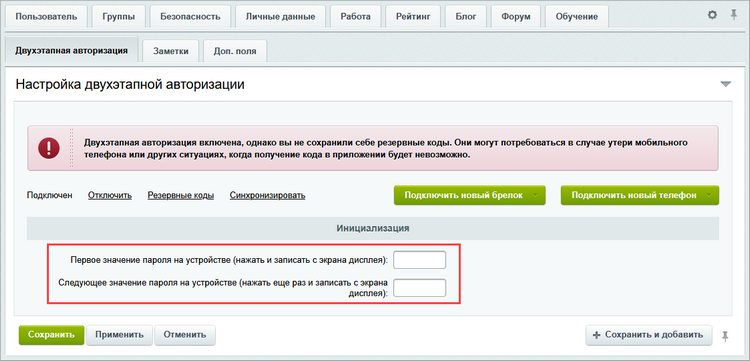 Пользователь Группы Безопасность Личные данные Работа Рейтинг Блог Форум Обучение
Двухэтапная авторизация Заметки Доп. поля
Настройка двухэтапной авторизации
Двухэтапная авторизация включена, однако вы не сохранили себе резервные коды. Они могут потребоваться в случае утери мобильного
телефона или других ситуациях, когда получение кода в приложении будет невозможно.
Подключен Отключить Резервные коды Синхронизировать Подключить новый брелок Подключить новый телефон
Инициализация
Первое значение пароля на устройстве (нажать и записать с экрана дисплея):
Следующее значение пароля на устройстве (нажать еще раз и записать с экрана
дисплея):
Сохранить Применить Отменить Сохранить и добавить